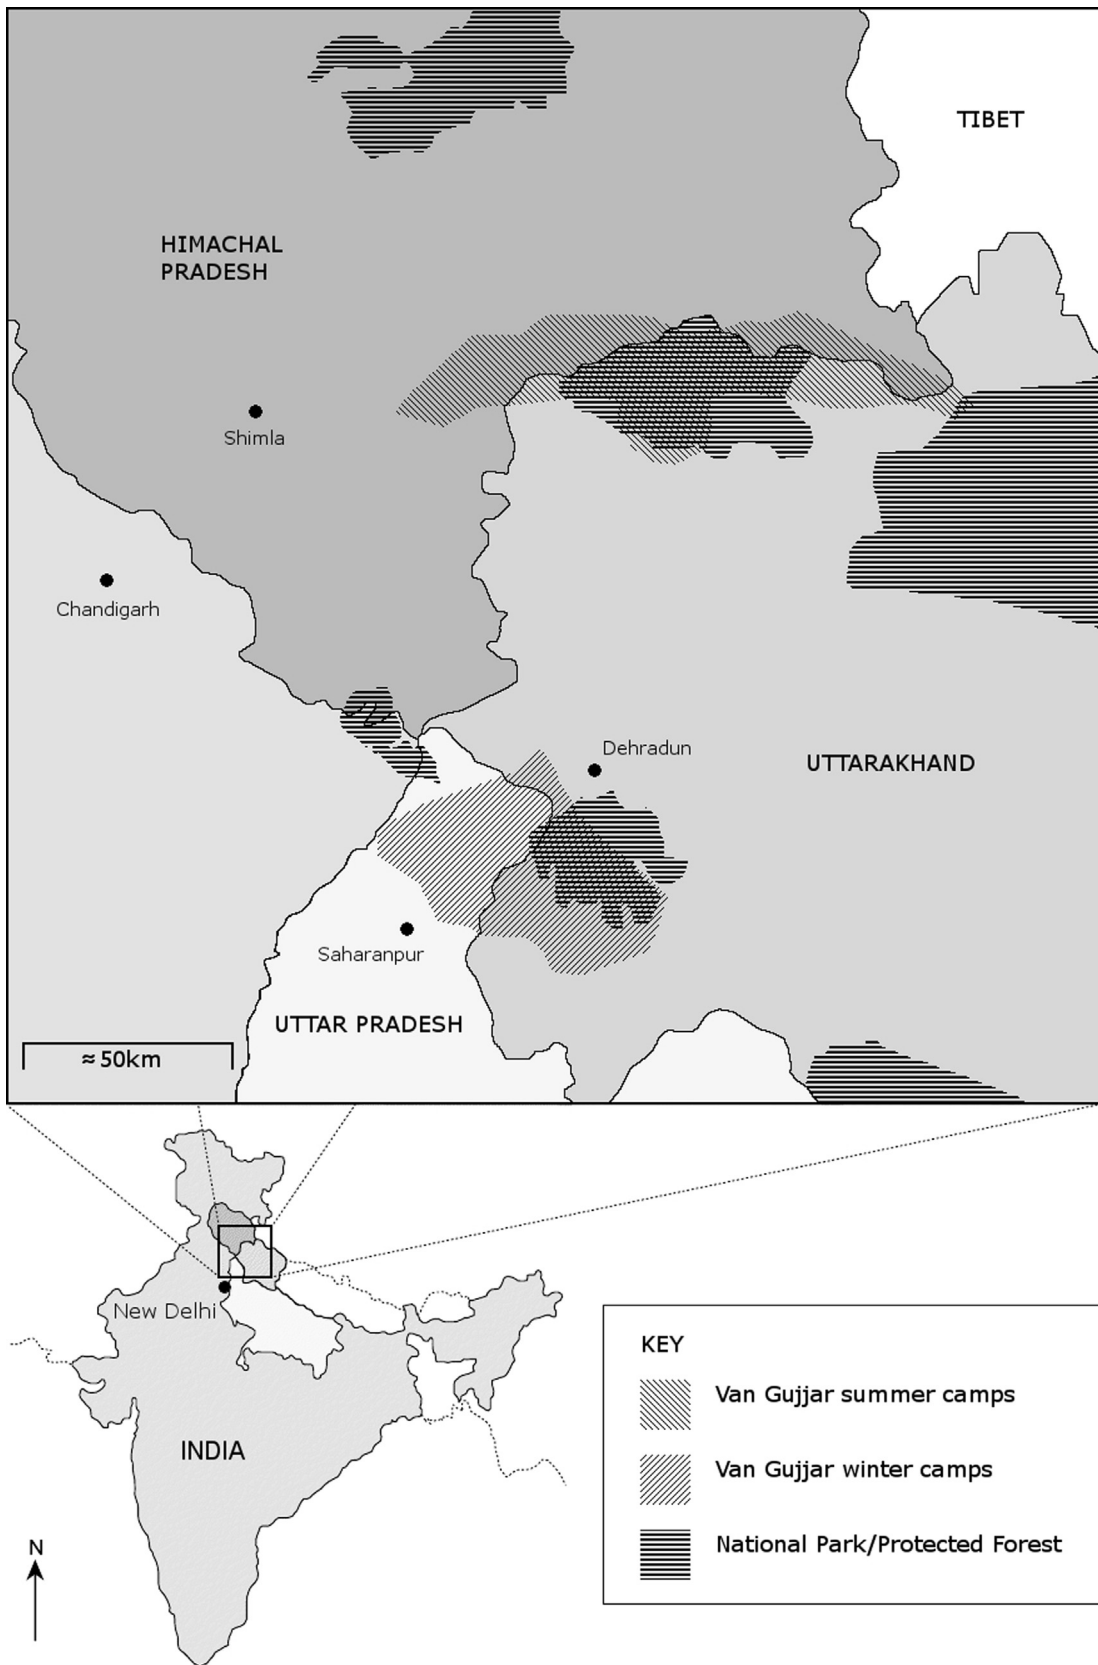 TIBET
HIMACHAL
PRADESH
Shimla
Chandigarh
Dehradun
UTTARAKHAND
Saharanpur
UTTAR PRADESH
≈50km
New Delhi
INDIA
N
KEY
Van Gujjar summer camps
Van Gujjar winter camps
National Park/Protected Forest